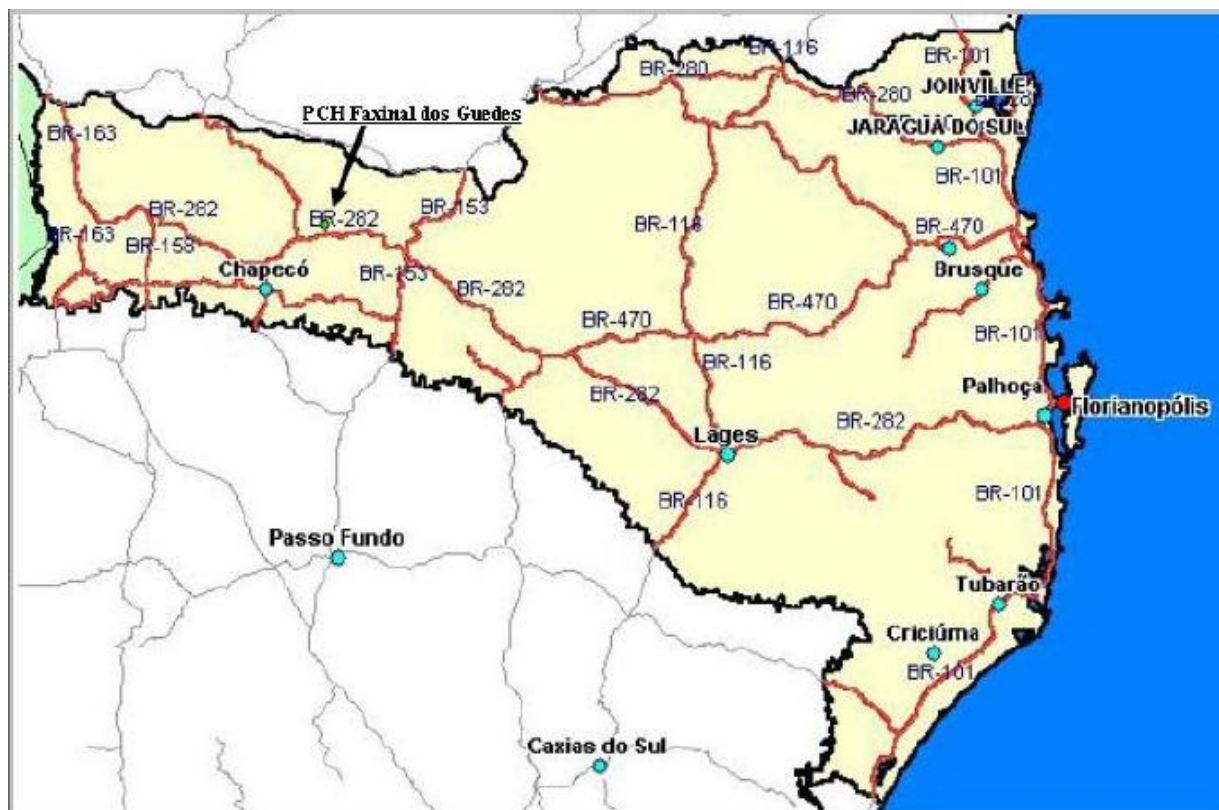 BR-116
BR-101
BR-280
BR-280
JOINVILLE
PCH Faxinal dos Guedes
BR-163
JARAGUA DO SUL
BR-101
BR-282
BR-282
BR-153
BR-116
BR-470
BR-163
BR-158
Chapecó
BR-153
BR-282
Brusque
BR-470
BR-470
BR-101
BR-116
BR-282
Palhoça
Florianopólis
BR-282
Lages
BR-116
BR-101
Passo Fundo
Tubarão
Criciúma
BR-101
Caxias do Sul